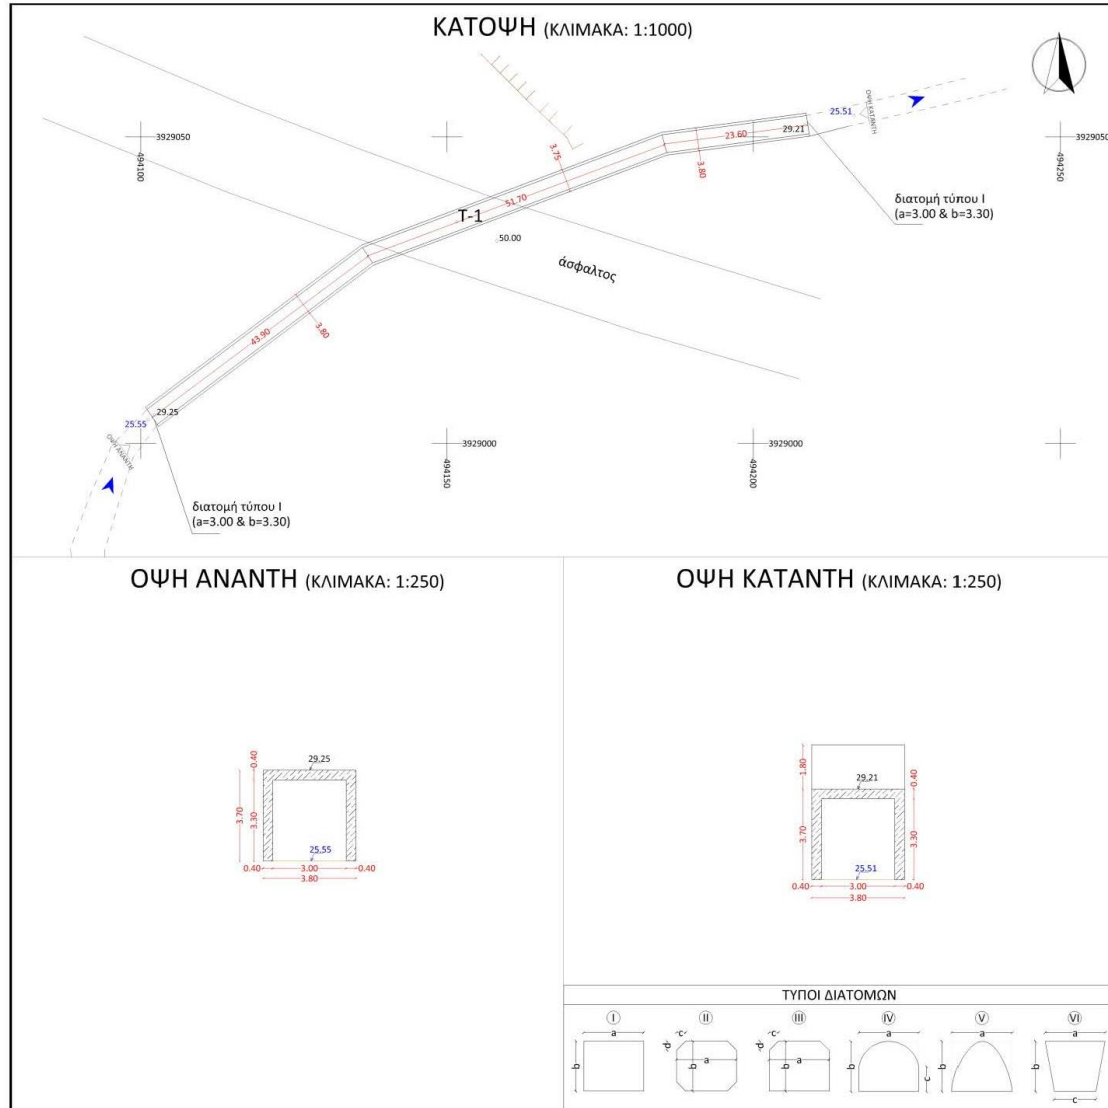 ΚΑΤΟΨΗ (ΚΛΙΜΑΚΑ: 1:1000)
25.51
ΟΨΗ ΚΑΤΑΝΤΗ
3929050
494100
3.75
23.60
29.21
3.80
3929050
494250
διατομή τύπου Ι
(a=3.00 & b=3.30)
51.70
T-1
50.00
άσφαλτος
43.90
3.80
29.25
25.55
ΟΨΗ ΑΝΑΝΤΗ
3929000
494150
3929000
494200
διατομή τύπου Ι
(a=3.00 & b=3.30)
ΟΨΗ ΑΝΑΝΤΗ (ΚΛΙΜΑΚΑ: 1:250)
0.40
29.25
3.70
3.30
25.55
0.40
3.00
0.40
3.80
ΟΨΗ ΚΑΤΑΝΤΗ (ΚΛΙΜΑΚΑ: 1:250)
1.80
29.21
0.40
3.70
3.30
25.51
0.40
3.00
0.40
3.80
ΤΥΠΟΙ ΔΙΑΤΟΜΩΝ
I II III IV V VI
a b
c d a b
c d a b
a b c
a b
a b c